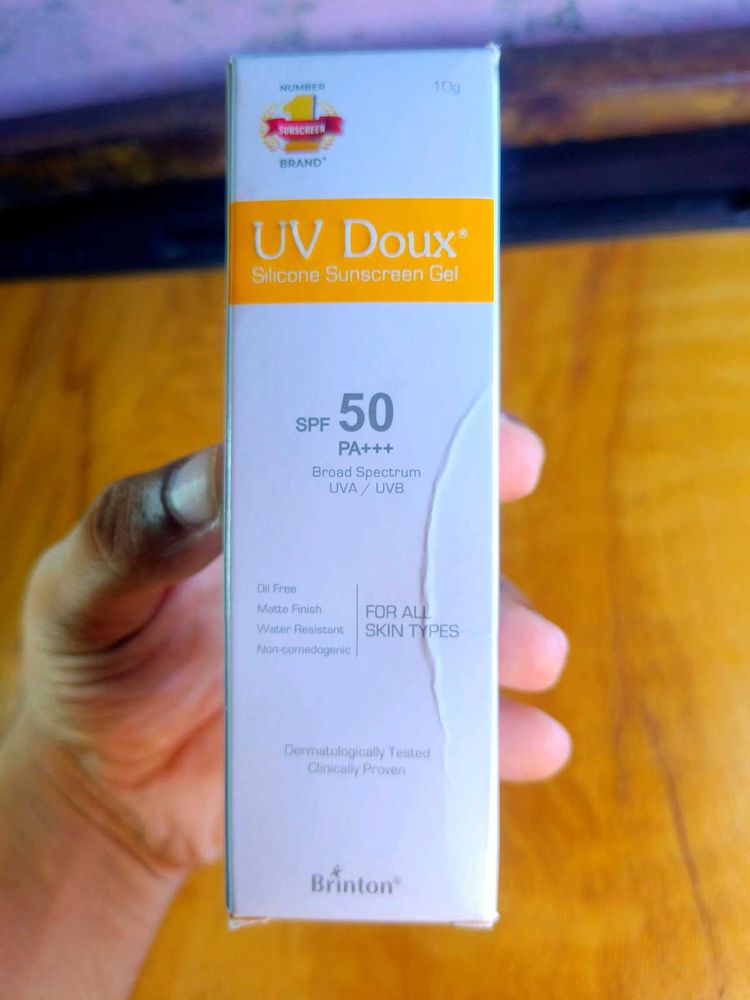 NUMBER
1
SUNSCREEN
BRAND*
10g
UV Doux®
Silicone Sunscreen Gel
SPF 50
PA+++
Broad Spectrum
UVA / UVB
Oil Free
Matte Finish
Water Resistant
Non-comedogenic
FOR ALL
SKIN TYPES
Dermatologically Tested
Clinically Proven
Brinton®